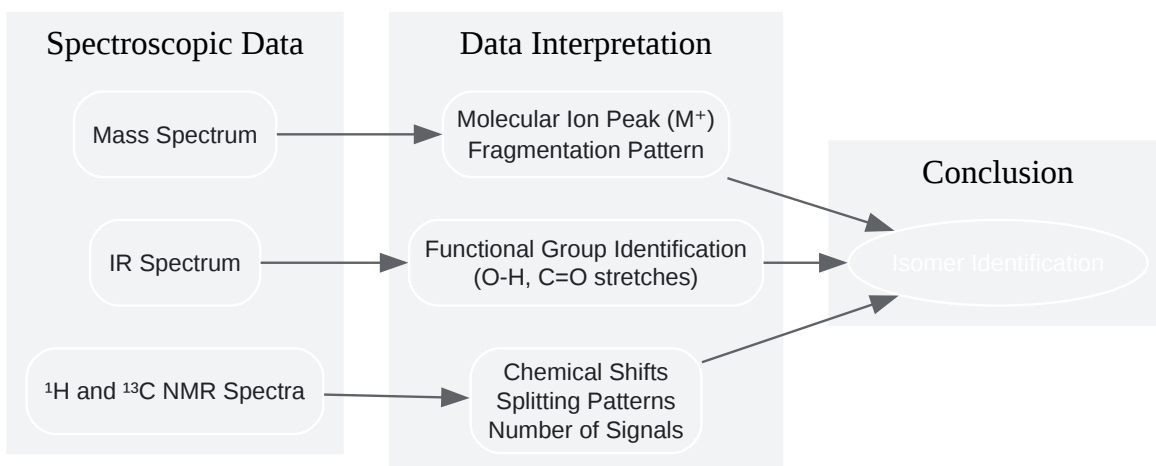 Spectroscopic Data
Mass Spectrum
IR Spectrum
¹H and ¹³C NMR Spectra
Data Interpretation
Molecular Ion Peak (M⁺)
Fragmentation Pattern
Functional Group Identification
(O-H, C=O stretches)
Chemical Shifts
Splitting Patterns
Number of Signals
Conclusion
Isomer Identification